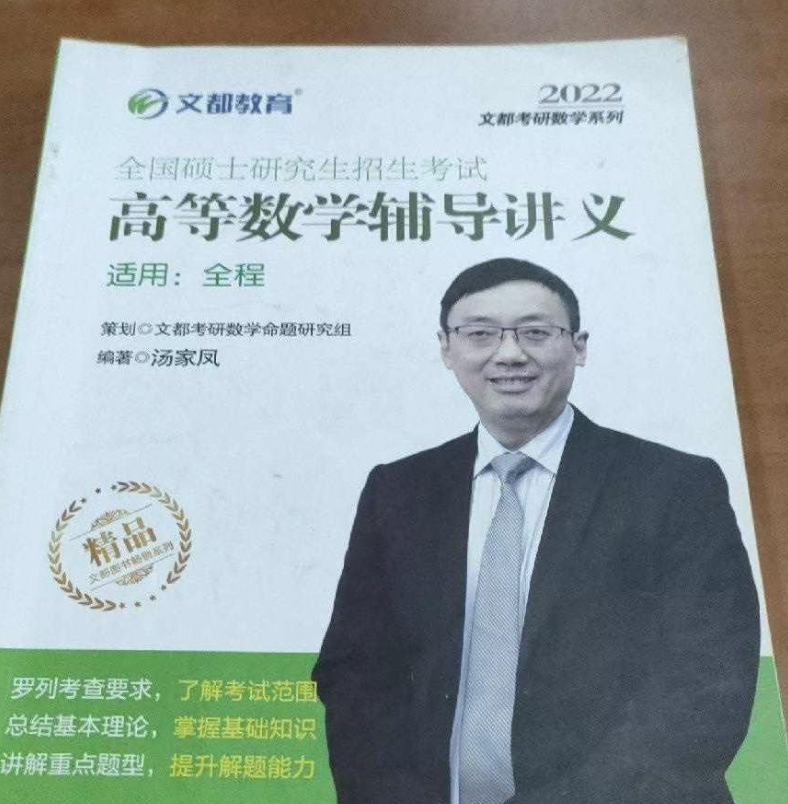 文都教育®
2022
文都考研数学系列
全国硕士研究生招生考试
高等数学辅导讲义
适用：全程
策划◎文都考研数学命题研究组
编著◎汤家凤
精品
文都图书畅销系列
罗列考查要求，了解考试范围
总结基本理论，掌握基础知识
讲解重点题型，提升解题能力